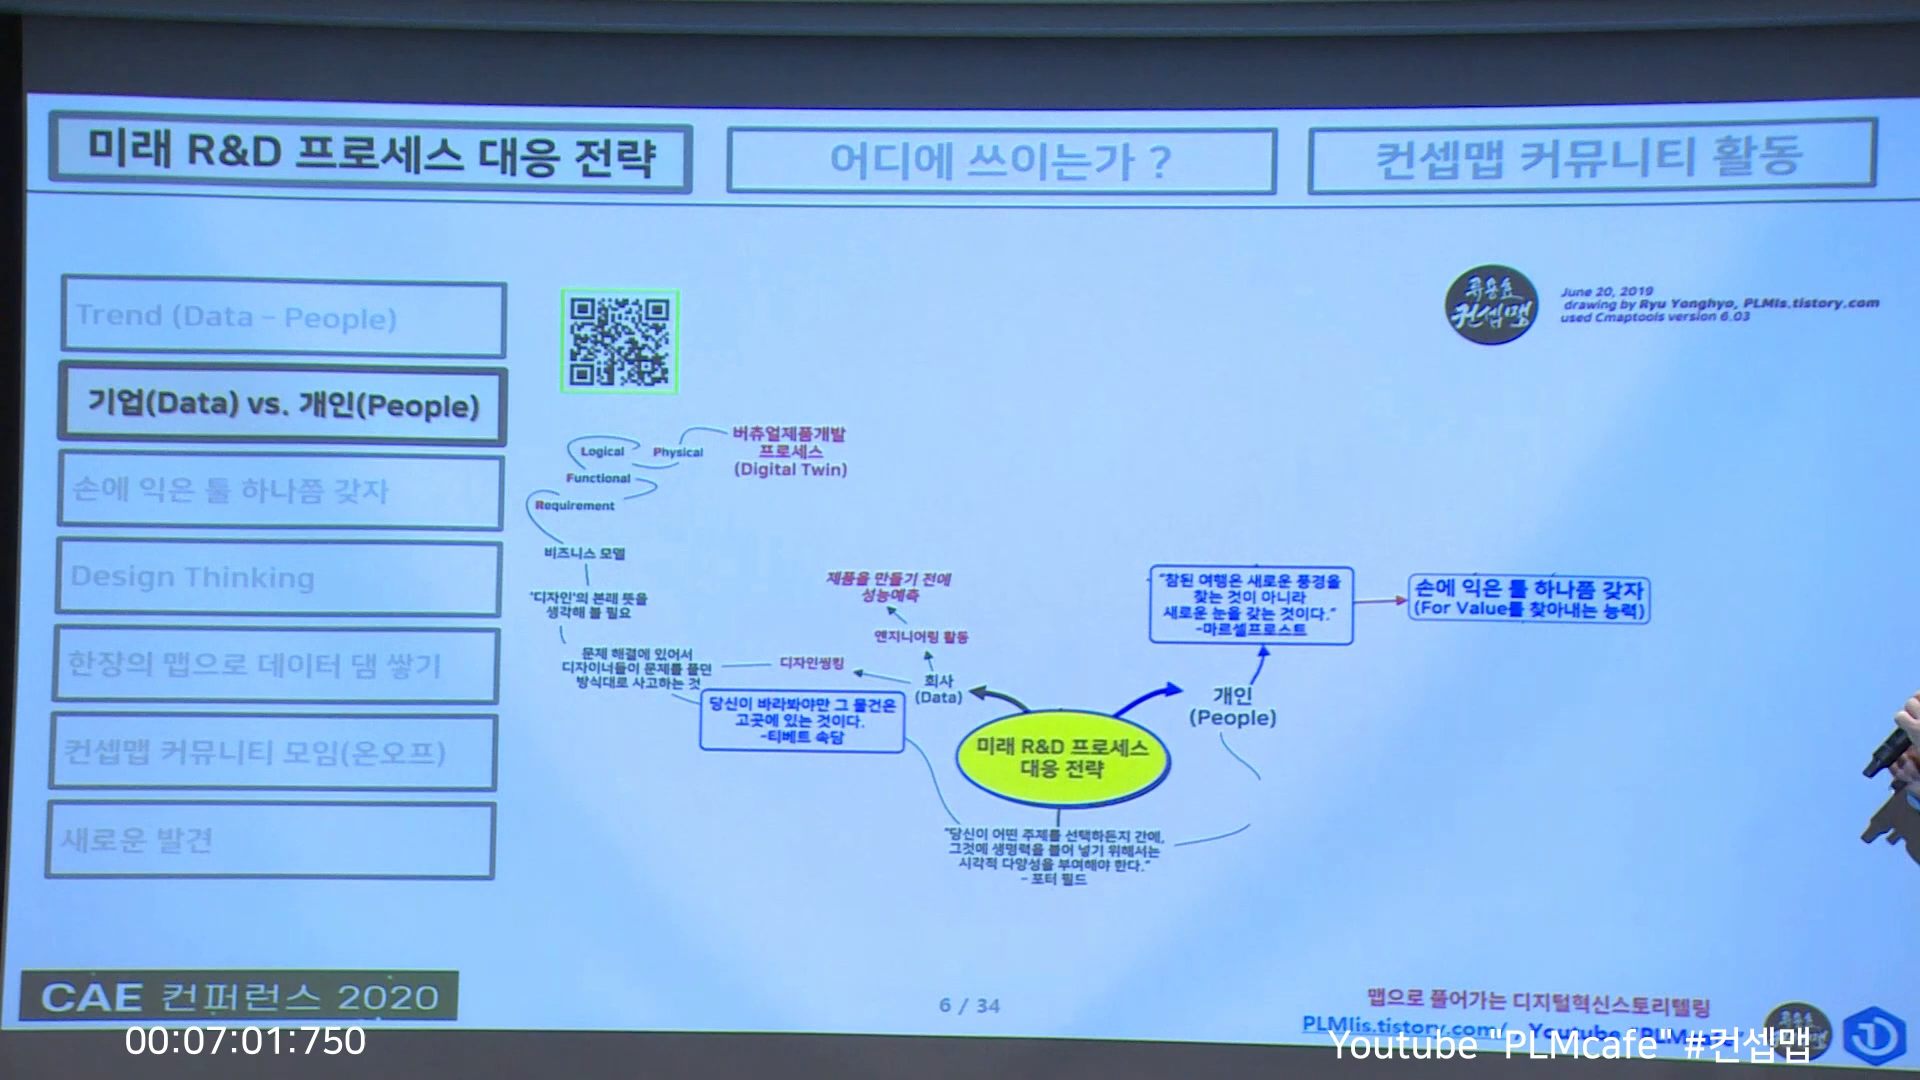 미래 R&D 프로세스 대응 전략
어디에 쓰이는가 ?
컨셉맵 커뮤니티 활동
Trend (Data – People)
기업(Data) vs. 개인(People)
손에 익은 툴 하나쯤 갖자
Design Thinking
한장의 맵으로 데이터 댐 쌓기
컨셉맵 커뮤니티 모임(온오프)
새로운 발견
류용효
컨셉맵
June 20, 2019
drawing by Ryu Yonghyo, PLMIs.tistory.com
used Cmaptools version 6.03
버츄얼제품개발
프로세스
(Digital Twin)
Logical
Physical
Functional
Requirement
비즈니스 모델
'디자인'의 본래 뜻을
생각해 볼 필요
문제 해결에 있어서
디자이너들이 문제를 풀던
방식대로 사고하는 것
디자인씽킹
제품을 만들기 전에
성능예측
엔지니어링 활동
회사
(Data)
당신이 바라봐야만 그 물건은
고곳에 있는 것이다.
-티베트 속담
미래 R&D 프로세스
대응 전략
개인
(People)
"참된 여행은 새로운 풍경을
찾는 것이 아니라
새로운 눈을 갖는 것이다."
-마르셀프로스트
손에 익은 툴 하나쯤 갖자
(For Value를 찾아내는 능력)
"당신이 어떤 주제를 선택하든지 간에,
그것에 생명력을 불어 넣기 위해서는
시각적 다양성을 부여해야 한다."
- 포터 필드
CAE 컨퍼런스 2020
6 / 34
맵으로 풀어가는 디지털혁신스토리텔링
PLMIis.tistory.com/
00:07:01:750
Youtube "PLMcafe" #컨셉맵